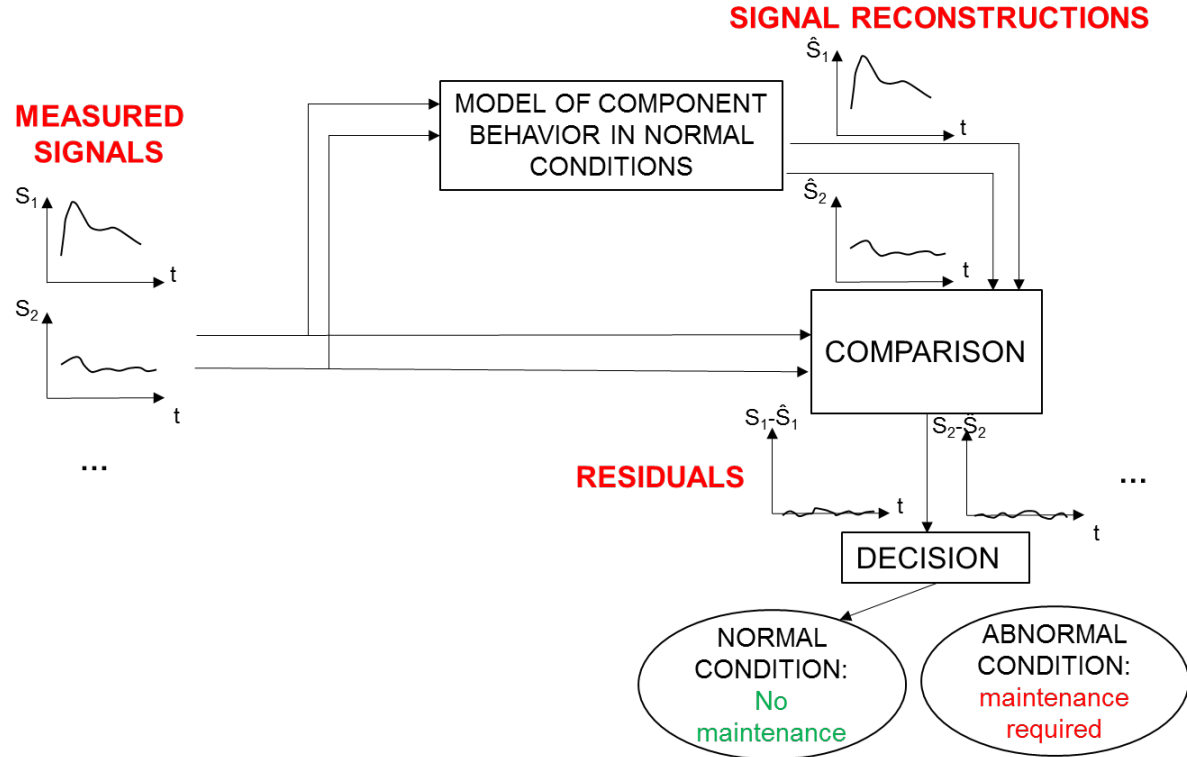 SIGNAL RECONSTRUCTIONS
Ŝ₁
t
MODEL OF COMPONENT
BEHAVIOR IN NORMAL
CONDITIONS
MEASURED
SIGNALS
S₁
t
Ŝ₂
t
S₂
t
...
COMPARISON
S₁-Ŝ₁
S₂-Ŝ₂
RESIDUALS
t
t
...
DECISION
NORMAL
CONDITION:
No
maintenance
ABNORMAL
CONDITION:
maintenance
required